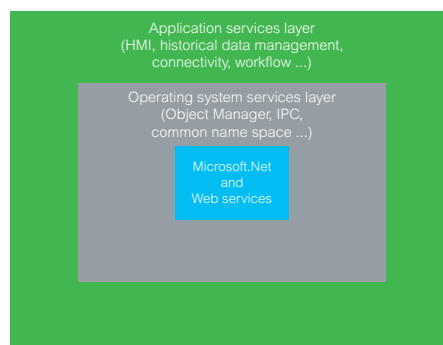 Application services layer
(HMI, historical data management,
connectivity, workflow ...)
Operating system services layer
(Object Manager, IPC,
common name space ...)
Microsoft.Net
and
Web services